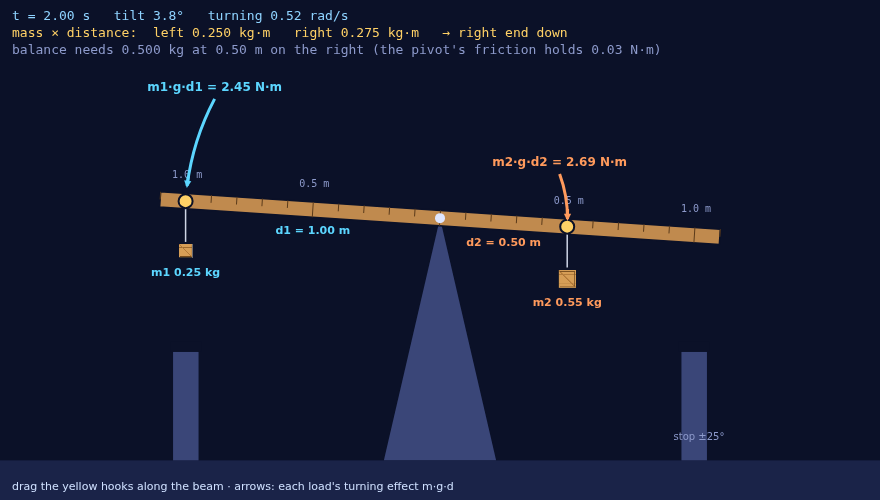 t = 2.00 s   tilt 3.8°   turning 0.52 rad/s
mass × distance:  left 0.250 kg·m   right 0.275 kg·m   → right end down
balance needs 0.500 kg at 0.50 m on the right (the pivot's friction holds 0.03 N·m)
m1·g·d1 = 2.45 N·m
m2·g·d2 = 2.69 N·m
1.0 m
0.5 m
0.5 m
1.0 m
d1 = 1.00 m
d2 = 0.50 m
m1 0.25 kg
m2 0.55 kg
stop ±25°
drag the yellow hooks along the beam · arrows: each load's turning effect m·g·d